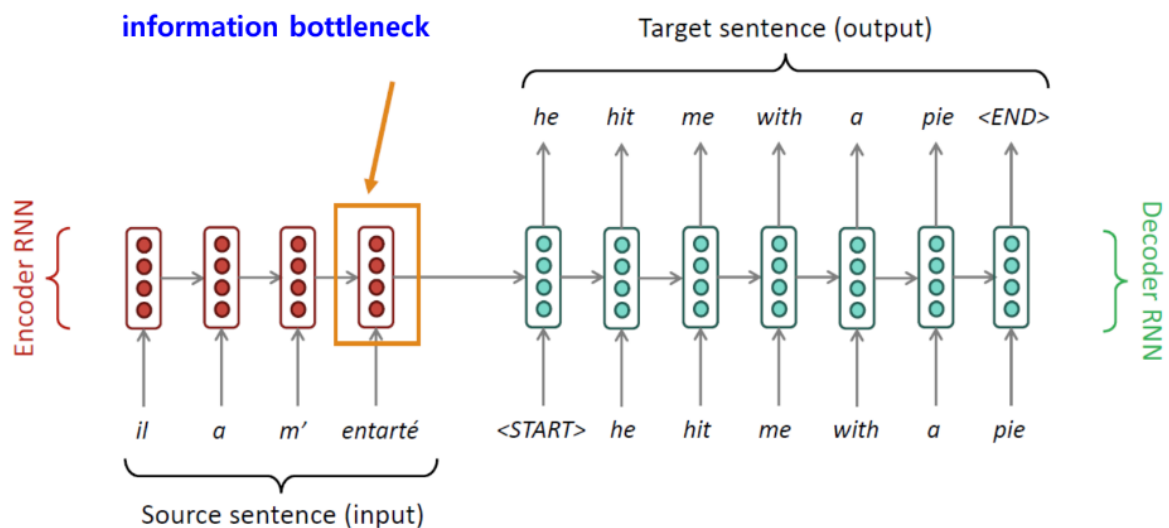 information bottleneck
Target sentence (output)
he hit me with a pie <END>
Encoder RNN
Decoder RNN
il a m' entarté <START> he hit me with a pie
Source sentence (input)